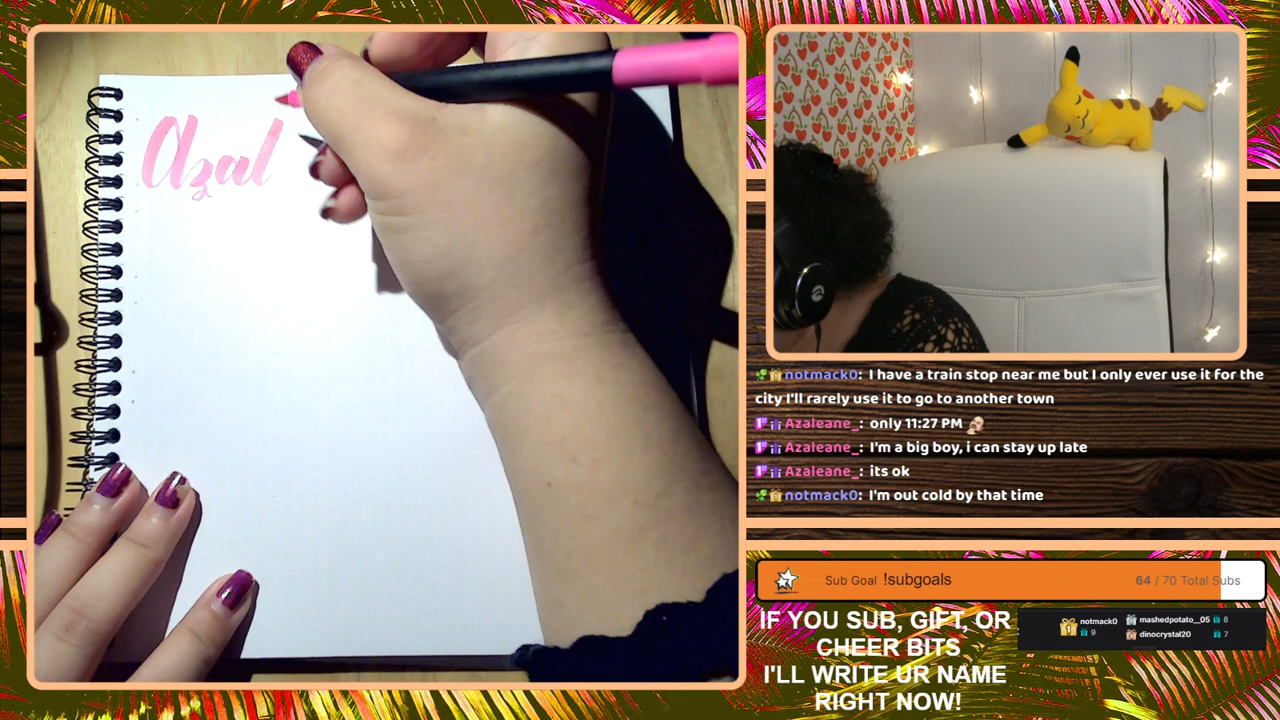 Azal
notmack0: I have a train stop near me but I only ever use it for the
city I'll rarely use it to go to another town
Azaleane_: only 11:27 PM
Azaleane_: I'm a big boy, i can stay up late
Azaleane_: its ok
notmack0: I'm out cold by that time
Sub Goal !subgoals
64 / 70 Total Subs
IF YOU SUB, GIFT, OR
CHEER BITS
I'LL WRITE UR NAME
RIGHT NOW!
1 notmack0
9
mashedpotato__05 8
dinocrystal20 7